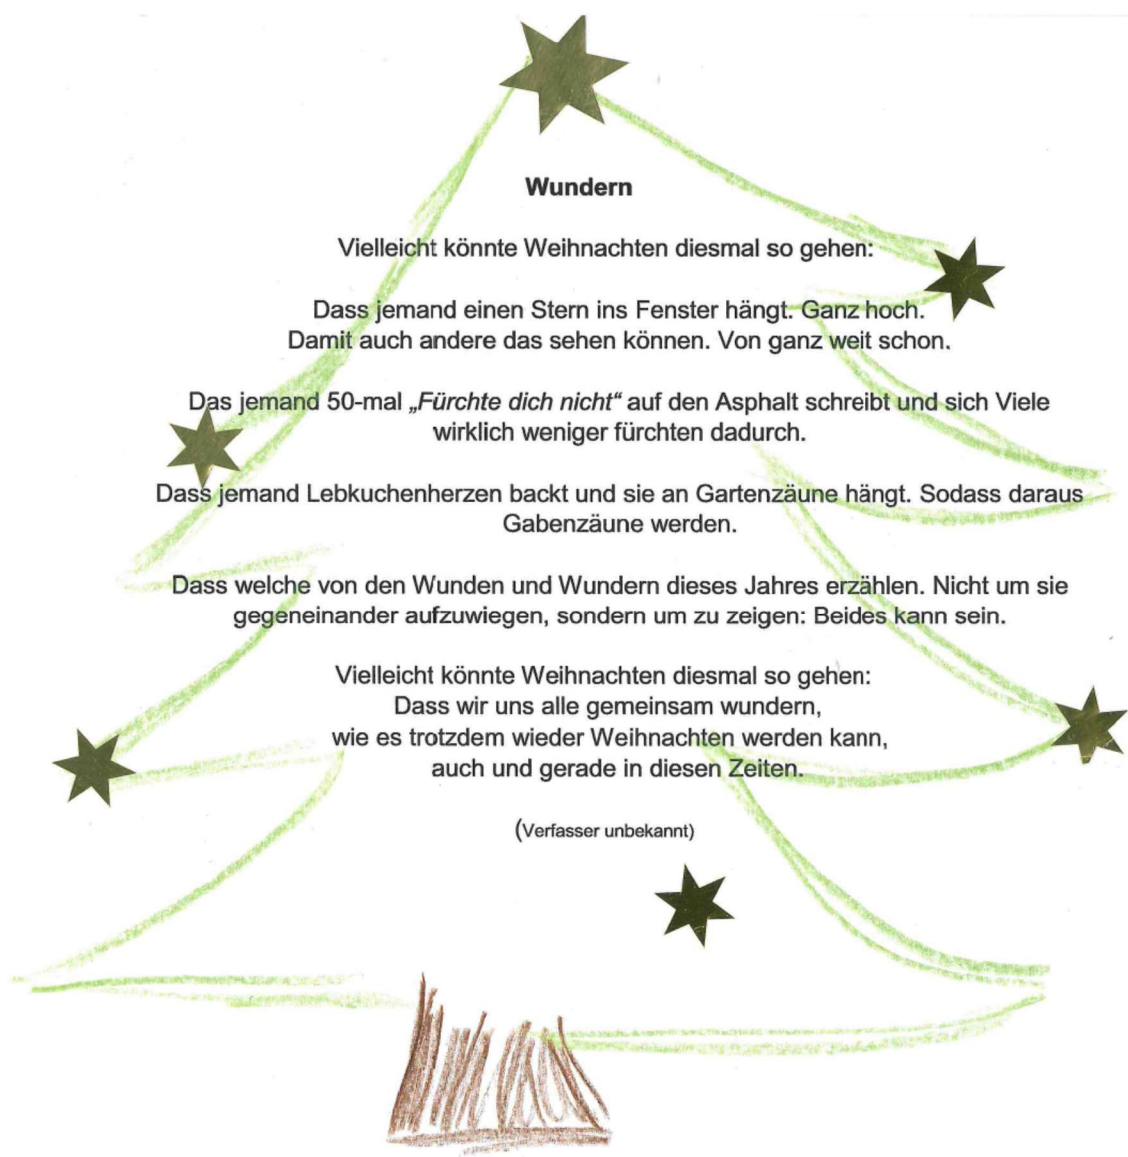 Wundern
Vielleicht könnte Weihnachten diesmal so gehen:
Dass jemand einen Stern ins Fenster hängt. Ganz hoch.
Damit auch andere das sehen können. Von ganz weit schon.
Das jemand 50-mal „Fürchte dich nicht“ auf den Asphalt schreibt und sich Viele
wirklich weniger fürchten dadurch.
Dass jemand Lebkuchenherzen backt und sie an Gartenzäune hängt. Sodass daraus
Gabenzäune werden.
Dass welche von den Wunden und Wundern dieses Jahres erzählen. Nicht um sie
gegeneinander aufzuwiegen, sondern um zu zeigen: Beides kann sein.
Vielleicht könnte Weihnachten diesmal so gehen:
Dass wir uns alle gemeinsam wundern,
wie es trotzdem wieder Weihnachten werden kann,
auch und gerade in diesen Zeiten.
(Verfasser unbekannt)